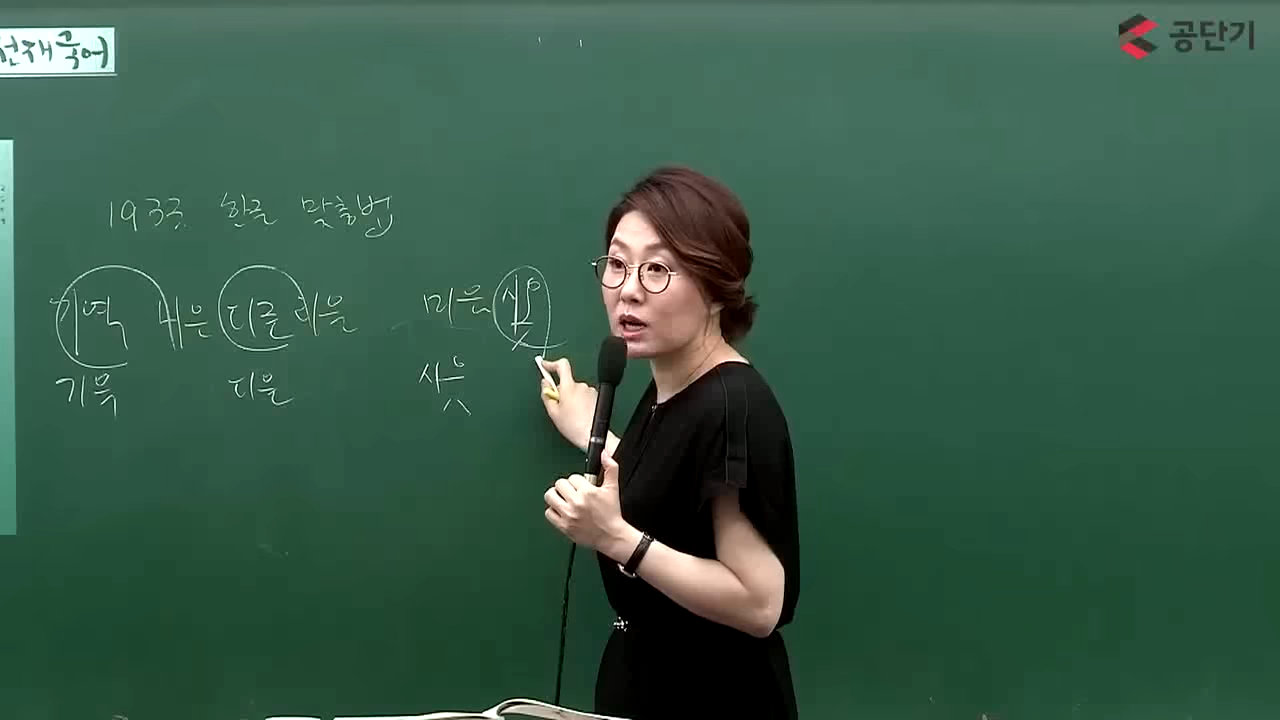 선재국어
공단기
1933. 한글 맞춤법
기역 니은 디귿 리을 미음 시옷
기윽 디읃 시읏